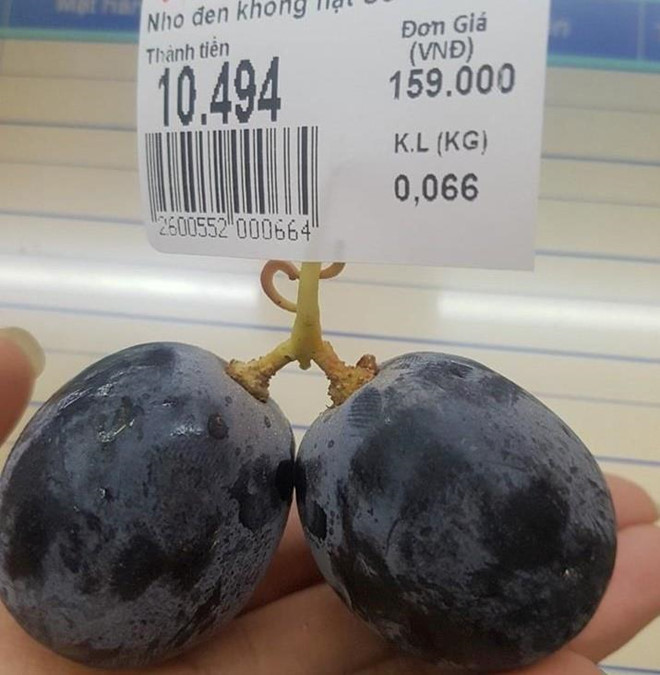 Nho đen không hạt
Thành tiền
10.494
Đơn Giá
(VNĐ)
159.000
K.L (KG)
0,066
2600552 000664